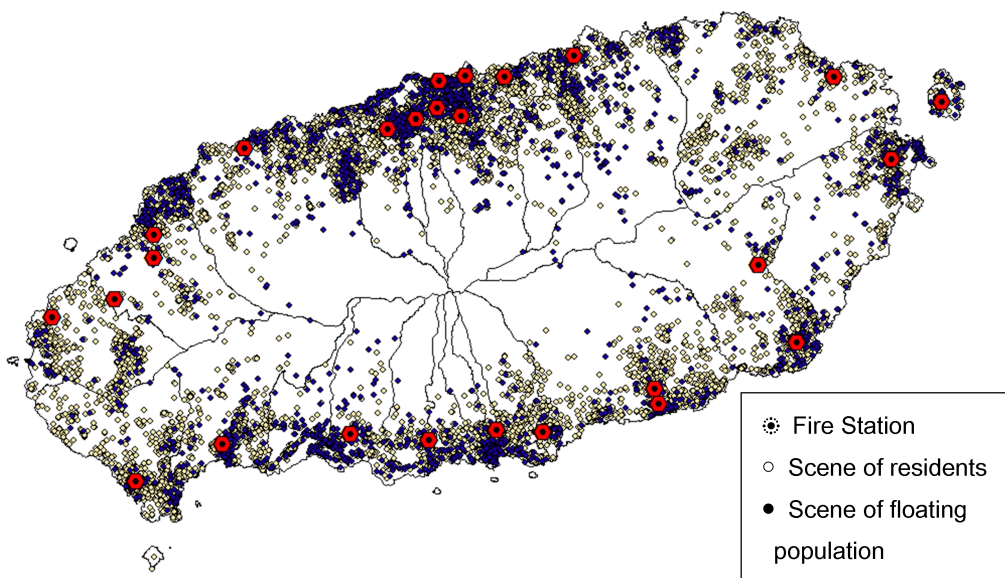 Fire Station
Scene of residents
Scene of floating
population